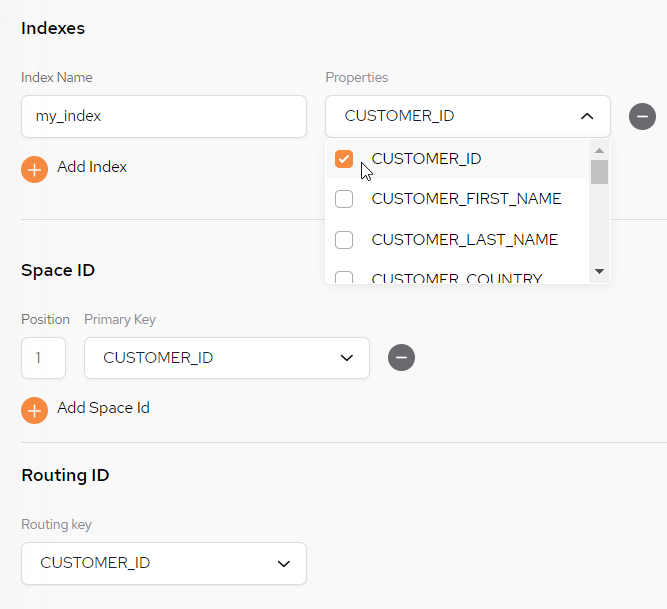 Indexes
Index Name
Properties
my_index
CUSTOMER_ID
Add Index
CUSTOMER_ID
CUSTOMER_FIRST_NAME
CUSTOMER_LAST_NAME
CUSTOMER_COUNTRY
Space ID
Position
Primary Key
1
CUSTOMER_ID
Add Space Id
Routing ID
Routing key
CUSTOMER_ID